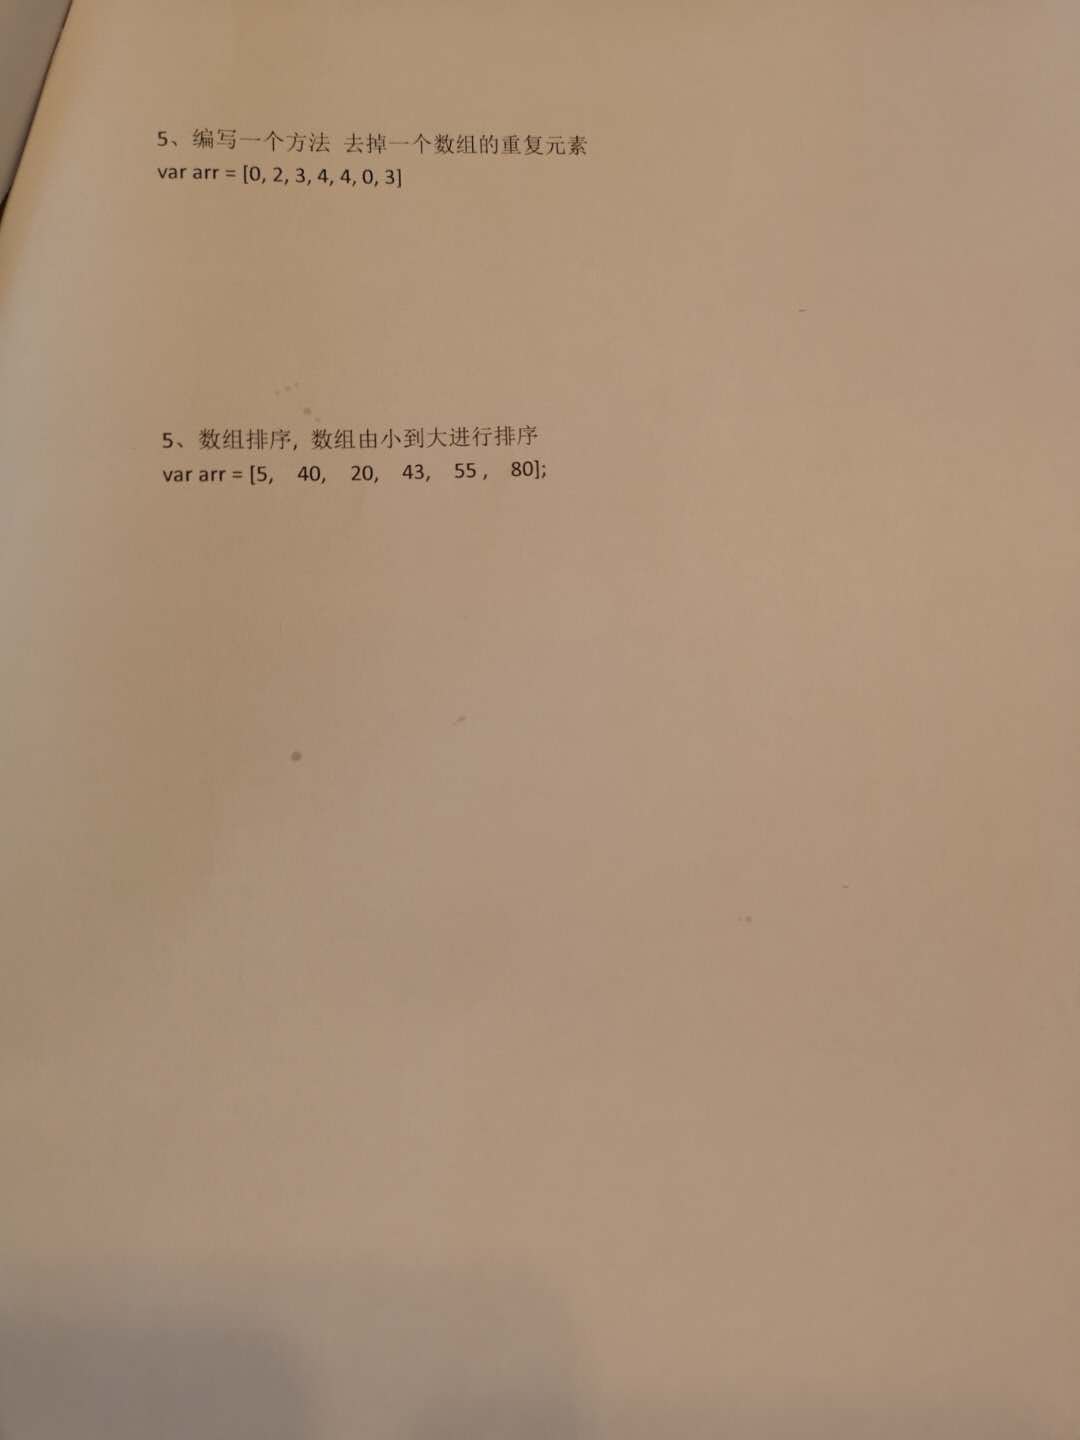 5、编写一个方法 去掉一个数组的重复元素
var arr = [0, 2, 3, 4, 4, 0, 3]
5、数组排序, 数组由小到大进行排序
var arr = [5, 40, 20, 43, 55 , 80];